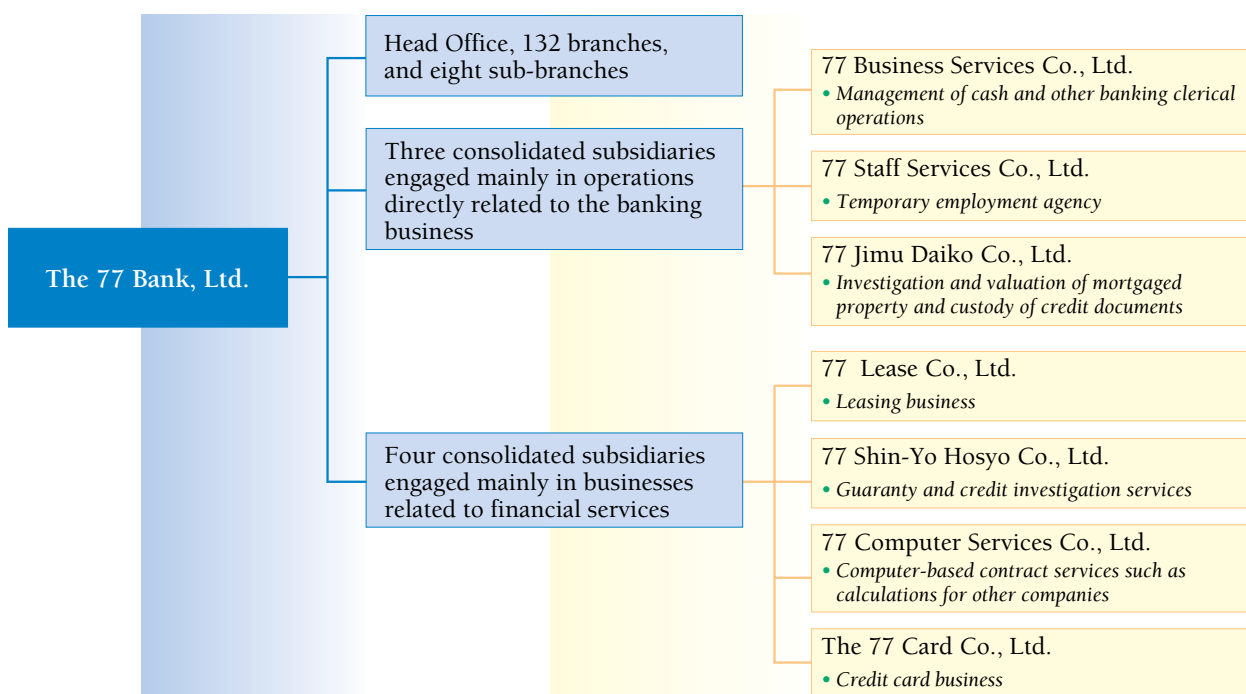 The 77 Bank, Ltd.
Head Office, 132 branches,
and eight sub-branches
Three consolidated subsidiaries
engaged mainly in operations
directly related to the banking
business
77 Business Services Co., Ltd.
• Management of cash and other banking clerical
operations
77 Staff Services Co., Ltd.
• Temporary employment agency
77 Jimu Daiko Co., Ltd.
• Investigation and valuation of mortgaged
property and custody of credit documents
Four consolidated subsidiaries
engaged mainly in businesses
related to financial services
77 Lease Co., Ltd.
• Leasing business
77 Shin-Yo Hosyo Co., Ltd.
• Guaranty and credit investigation services
77 Computer Services Co., Ltd.
• Computer-based contract services such as
calculations for other companies
The 77 Card Co., Ltd.
• Credit card business